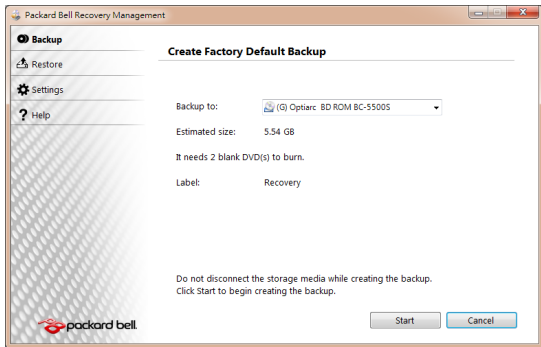 Packard Bell Recovery Management
Backup
Restore
Settings
Help
Create Factory Default Backup
Backup to: (G) Optiarc BD ROM BC-5500S
Estimated size: 5.54 GB
It needs 2 blank DVD(s) to burn.
Label: Recovery
Do not disconnect the storage media while creating the backup.
Click Start to begin creating the backup.
packard bell.
Start Cancel